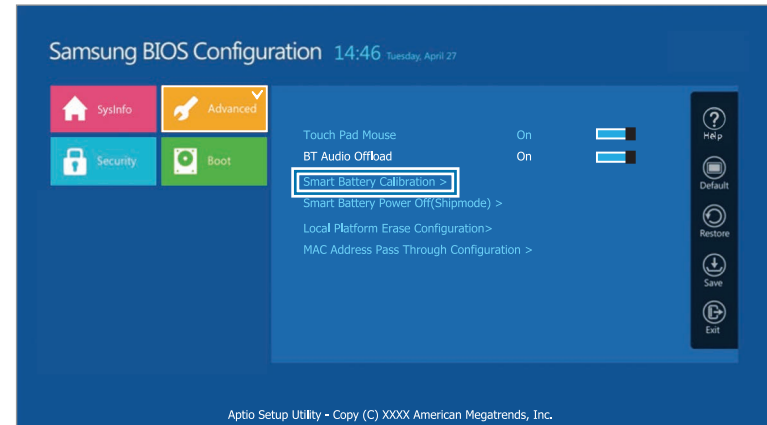 Samsung BIOS Configuration 14:46 Tuesday, April 27
SysInfo
Advanced
Security
Boot
Touch Pad Mouse On
BT Audio Offload On
Smart Battery Calibration >
Smart Battery Power Off(Shipmode) >
Local Platform Erase Configuration>
MAC Address Pass Through Configuration >
Help
Default
Restore
Save
Exit
Aptio Setup Utility - Copy (C) XXXX American Megatrends, Inc.